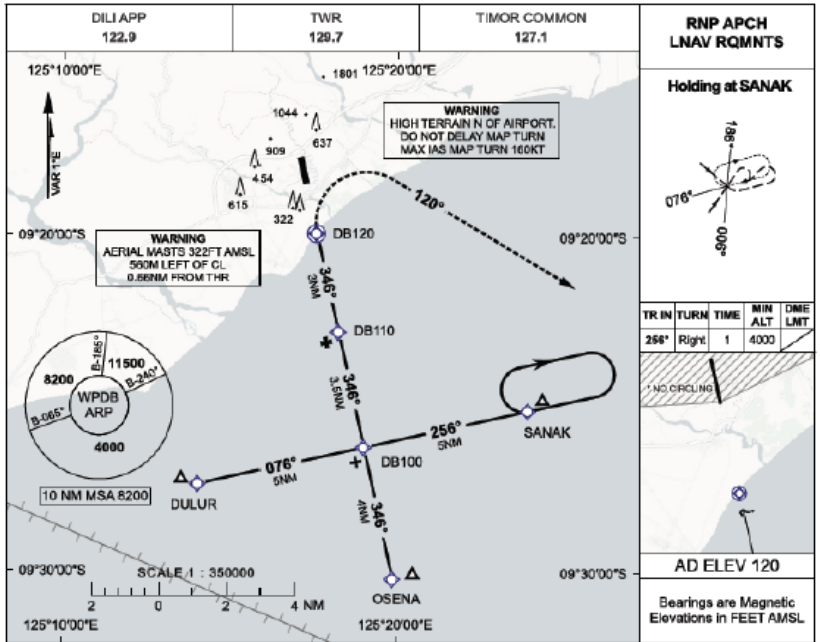 DILI APP
122.9
TWR
129.7
TIMOR COMMON
127.1
RNP APCH
LNAV RQMNTS
125°10'00"E
125°20'00"E
1801
1044
637
909
454
615
322
VAR 1°E
WARNING
HIGH TERRAIN N OF AIRPORT.
DO NOT DELAY MAP TURN
MAX IAS MAP TURN 160KT
Holding at SANAK
186°
076°
006°
09°20'00"S
DB120
120°
09°20'00"S
WARNING
AERIAL MASTS 322FT AMSL
560M LEFT OF CL
0.66NM FROM THR
346°
3NM
DB110
346°
3.5NM
TR IN
TURN
TIME
MIN
ALT
DME
LMT
256°
Right
1
4000
8200
B-185°
11500
B-240°
WPDB
ARP
B-065°
4000
10 NM MSA 8200
* NO CIRCLING
SANAK
256°
5NM
DB100
076°
5NM
DULUR
346°
4NM
OSENA
09°30'00"S
SCALE 1 : 350000
2 0 2 4 NM
09°30'00"S
125°10'00"E
125°20'00"E
AD ELEV 120
Bearings are Magnetic
Elevations in FEET AMSL